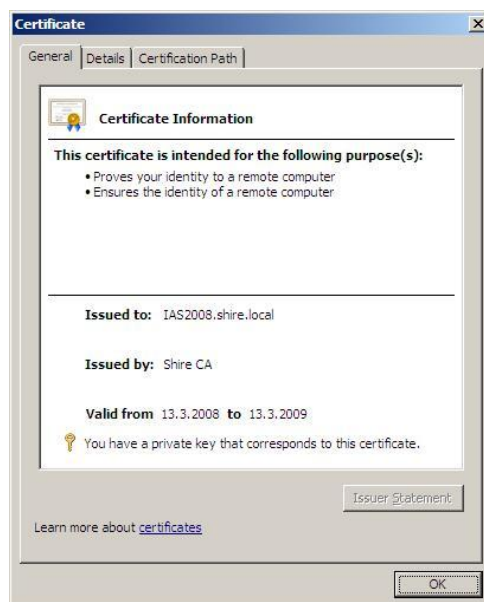 Certificate
General Details Certification Path
Certificate Information
This certificate is intended for the following purpose(s):
• Proves your identity to a remote computer
• Ensures the identity of a remote computer
Issued to: IAS2008.shire.local
Issued by: Shire CA
Valid from 13.3.2008 to 13.3.2009
You have a private key that corresponds to this certificate.
Issuer Statement
Learn more about certificates
OK